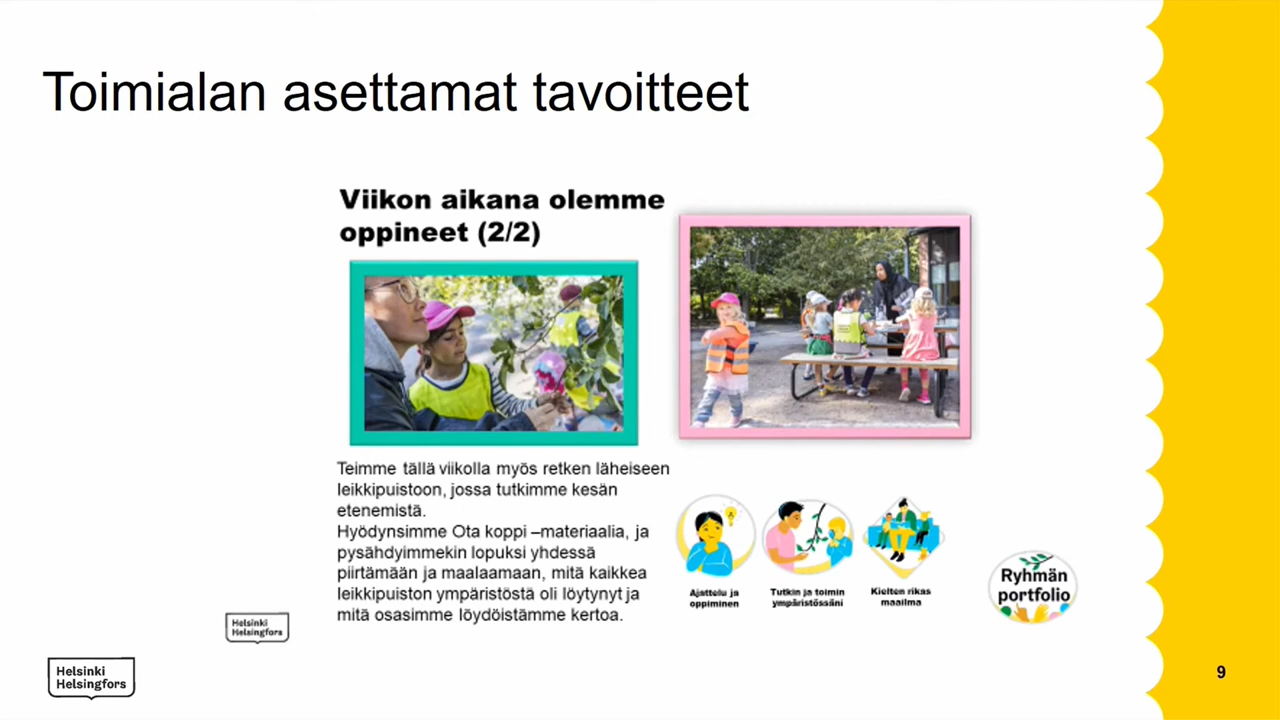 Toimialan asettamat tavoitteet
Viikon aikana olemme
oppineet (2/2)
Teimme tällä viikolla myös retken läheiseen
leikkipuistoon, jossa tutkimme kesän
etenemistä.
Hyödynsimme Ota koppi –materiaalia, ja
pysähdyimmekin lopuksi yhdessä
piirtämään ja maalaamaan, mitä kaikkea
leikkipuiston ympäristöstä oli löytynyt ja
mitä osasimme löydöistämme kertoa.
Ajattelu ja
oppiminen
Tutkin ja toimin
ympäristössäni
Kielten rikas
maailma
Ryhmän
portfolio
Helsinki
Helsingfors
Helsinki
Helsingfors
9